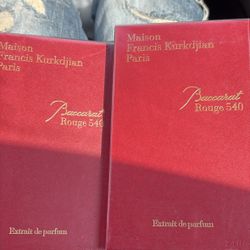 Maison
Francis Kurkdjian
Paris
Baccarat
Rouge 540
Extrait de parfum
Maison
Francis Kurkdjian
Paris
Baccarat
Rouge 540
Extrait de parfum